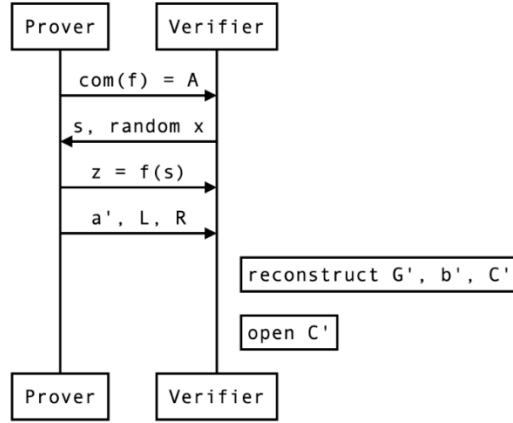 Prover Verifier
com(f) = A
s, random x
z = f(s)
a', L, R
reconstruct G', b', C'
open C'
Prover Verifier